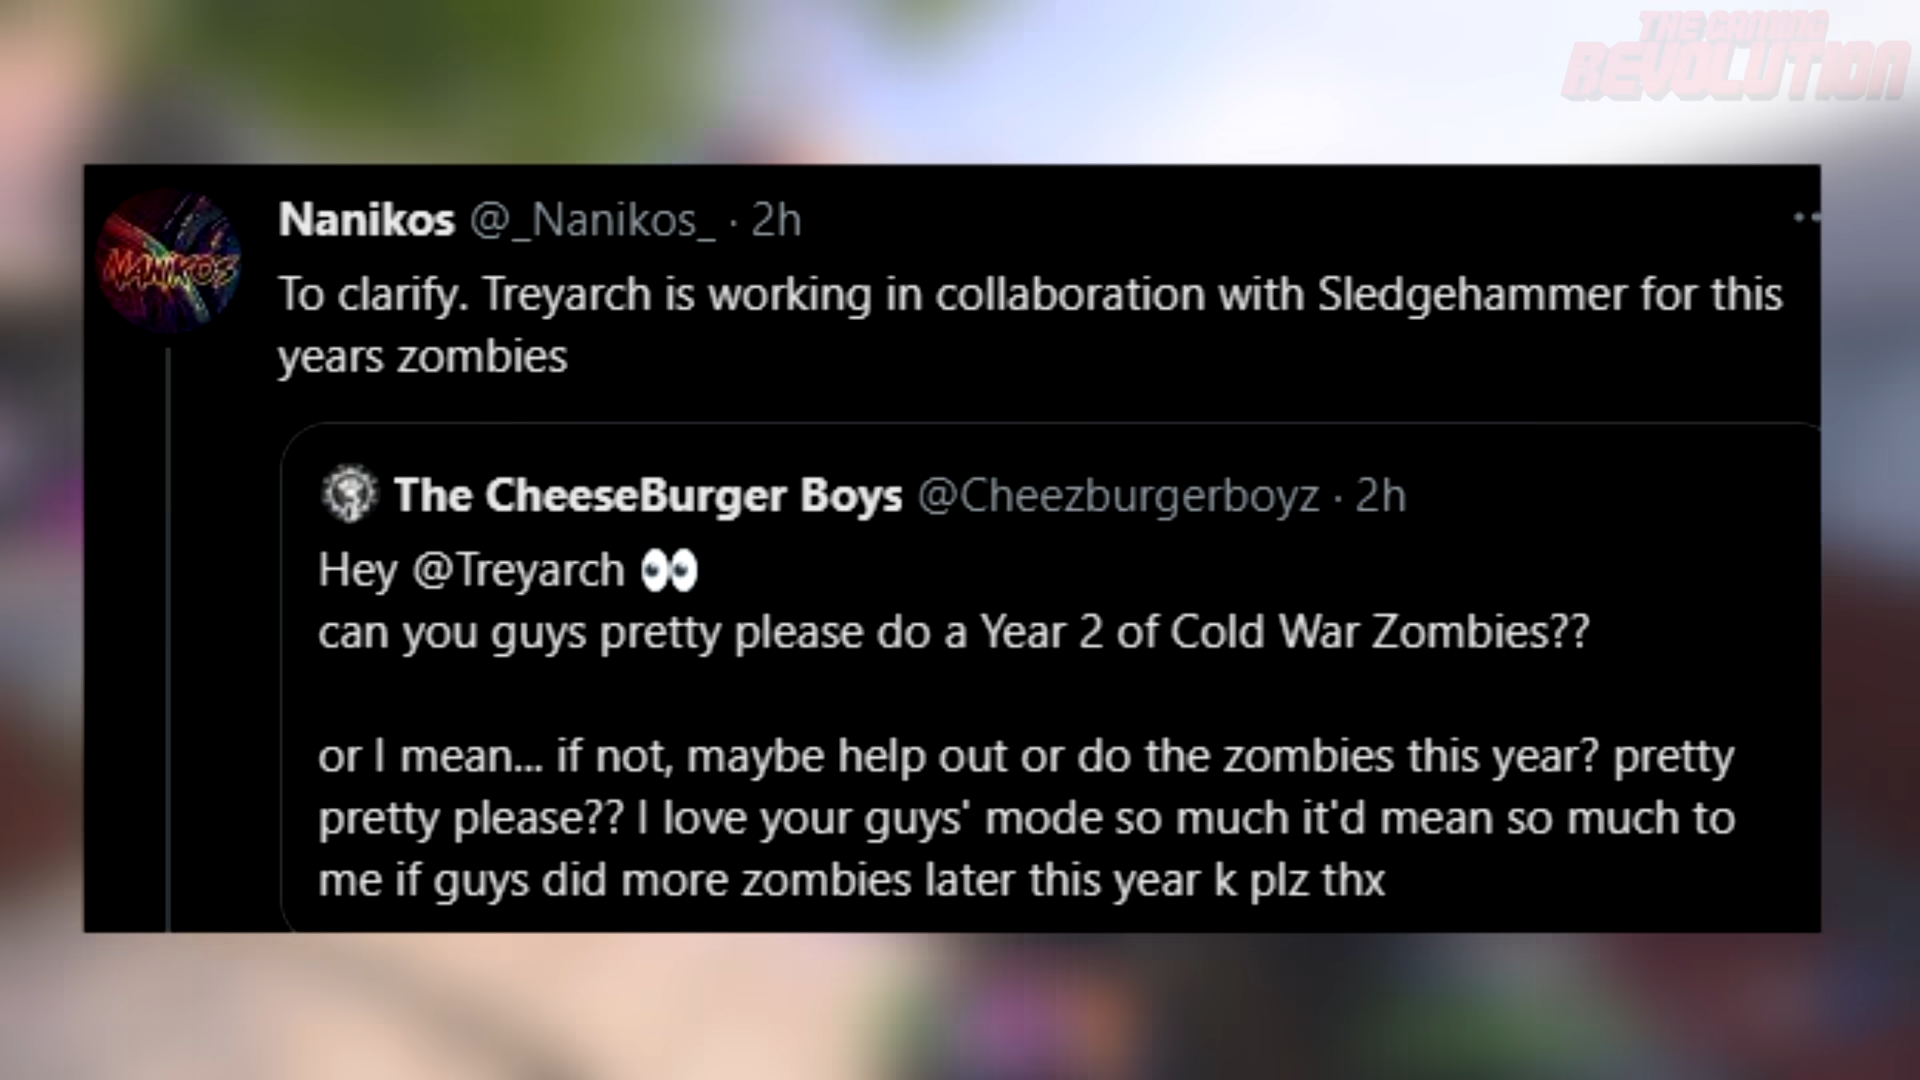 THE GAMING
REVOLUTION
Nanikos @_Nanikos_ · 2h
NANIKOS
To clarify. Treyarch is working in collaboration with Sledgehammer for this
years zombies
The CheeseBurger Boys @Cheezburgerboyz · 2h
Hey @Treyarch 👀
can you guys pretty please do a Year 2 of Cold War Zombies??
or I mean... if not, maybe help out or do the zombies this year? pretty
pretty please?? I love your guys' mode so much it'd mean so much to
me if guys did more zombies later this year k plz thx